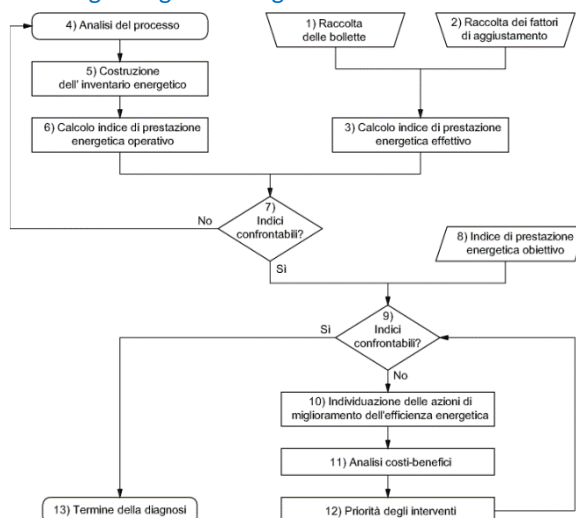 4) Analisi del processo
1) Raccolta
delle bollette
2) Raccolta dei fattori
di aggiustamento
5) Costruzione
dell' inventario energetico
6) Calcolo indice di prestazione
energetica operativo
3) Calcolo indice di prestazione
energetica effettivo
7)
Indici
confrontabili?
No
Sì
8) Indice di prestazione
energetica obiettivo
9)
Indici
confrontabili?
Sì
No
10) Individuazione delle azioni di
miglioramento dell'efficienza energetica
11) Analisi costi-benefici
13) Termine della diagnosi
12) Priorità degli interventi